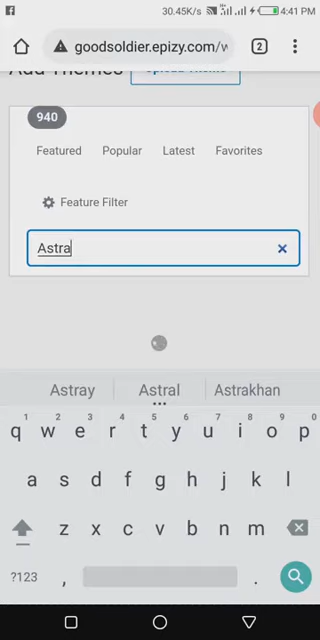 30.45K/s 4:41 PM
goodsoldier.epizy.com/w 2
Add Themes Upload Theme
940
Featured Popular Latest Favorites
Feature Filter
Astra
Astray Astral Astrakhan
1 2 3 4 5 6 7 8 9 0
q w e r t y u i o p
a s d f g h j k l
z x c v b n m
?123 , .